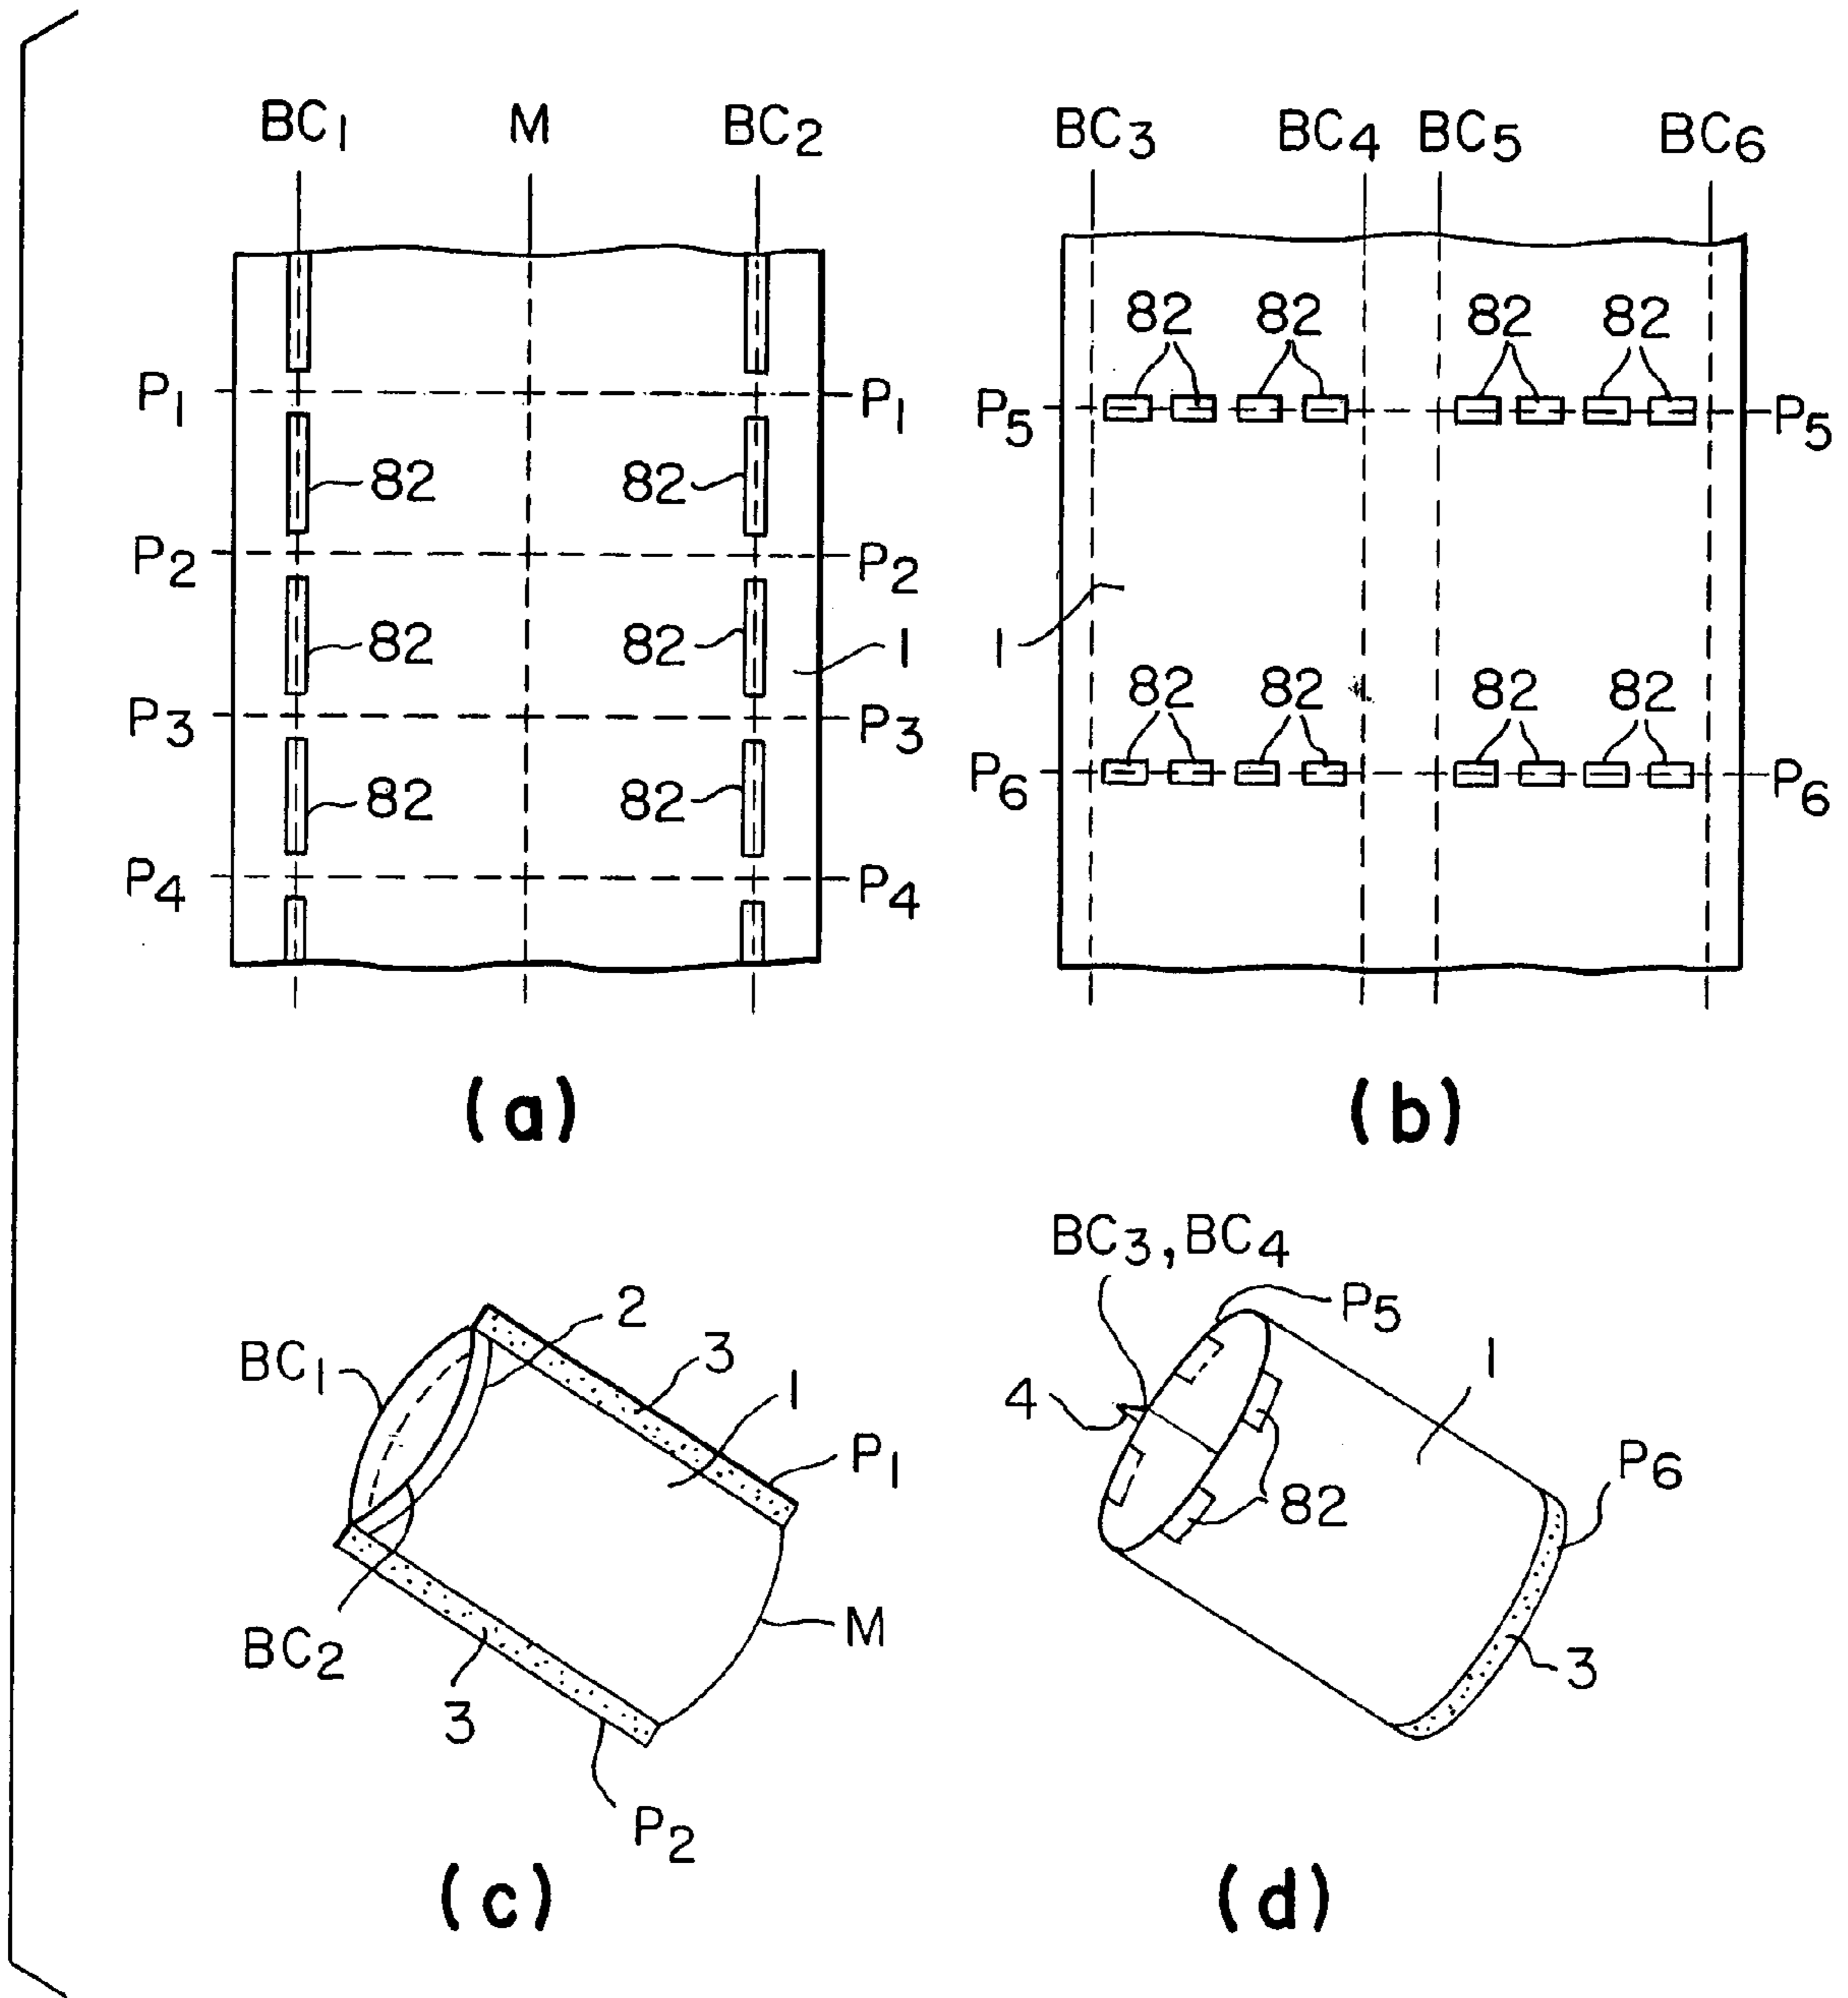 BC1 M BC2
P1 P1
82 82
P2 P2
82 82
1
P3 P3
82 82
P4 P4
(a)
BC3 BC4 BC5 BC6
82 82 82 82
P5 P5
1
82 82 82 82
P6 P6
(b)
BC1
2
3
1
P1
M
BC2
3
P2
(c)
BC3, BC4
P5
1
4
P6
82
3
(d)